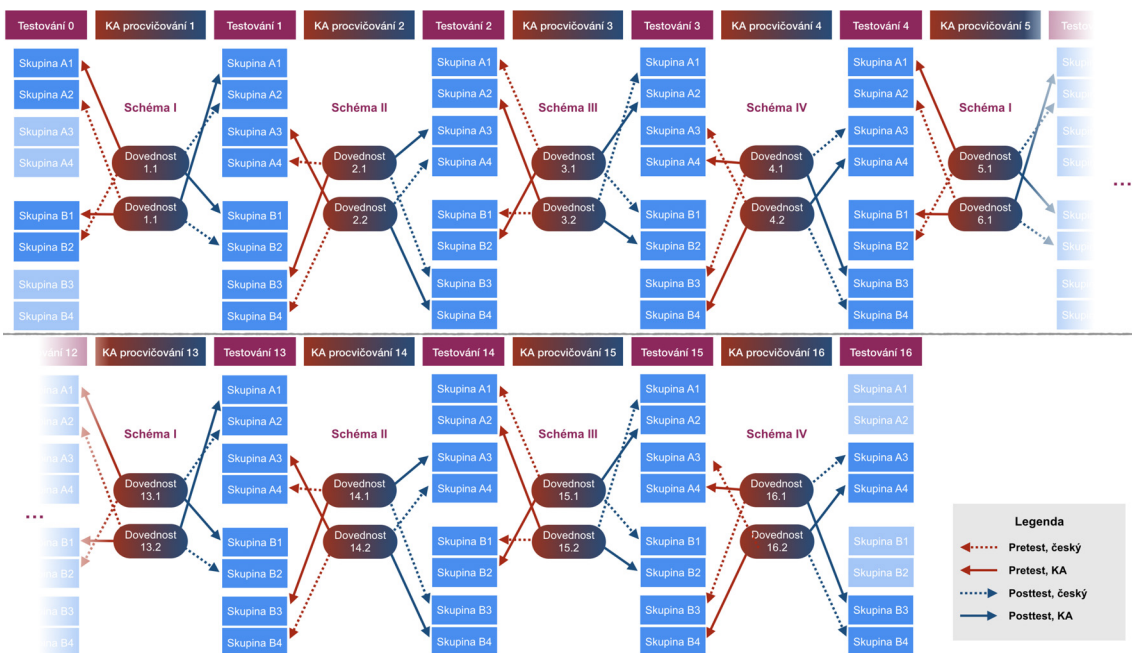 Testování 0 KA procvičování 1 Testování 1 KA procvičování 2 Testování 2 KA procvičování 3 Testování 3 KA procvičování 4 Testování 4 KA procvičování 5
Skupina A1 Skupina A1 Skupina A1 Skupina A1 Skupina A1
Skupina A2 Skupina A2 Skupina A2 Skupina A2 Skupina A2
Schéma I Schéma II Schéma III Schéma IV Schéma I
Skupina A3 Skupina A3 Skupina A3 Skupina A3 Skupina A3
Skupina A4 Skupina A4 Skupina A4 Skupina A4 Skupina A4
Dovednost Dovednost Dovednost Dovednost Dovednost
1.1 2.1 3.1 4.1 5.1
...
Dovednost Dovednost Dovednost Dovednost Dovednost
1.1 2.2 3.2 4.2 6.1
Skupina B1 Skupina B1 Skupina B1 Skupina B1 Skupina B1
Skupina B2 Skupina B2 Skupina B2 Skupina B2 Skupina B2
Skupina B3 Skupina B3 Skupina B3 Skupina B3 Skupina B3
Skupina B4 Skupina B4 Skupina B4 Skupina B4 Skupina B4
12 KA procvičování 13 Testování 13 KA procvičování 14 Testování 14 KA procvičování 15 Testování 15 KA procvičování 16 Testování 16
A1 Skupina A1 Skupina A1 Skupina A1 Skupina A1
A2 Skupina A2 Skupina A2 Skupina A2 Skupina A2
Schéma I Schéma II Schéma III Schéma IV
A3 Skupina A3 Skupina A3 Skupina A3 Skupina A3
A4 Skupina A4 Skupina A4 Skupina A4 Skupina A4
Dovednost Dovednost Dovednost Dovednost
13.1 14.1 15.1 16.1
...
Dovednost Dovednost Dovednost Dovednost
13.2 14.2 15.2 16.2
B1 Skupina B1 Skupina B1 Skupina B1 Skupina B1
B2 Skupina B2 Skupina B2 Skupina B2 Skupina B2
B3 Skupina B3 Skupina B3 Skupina B3 Skupina B3
B4 Skupina B4 Skupina B4 Skupina B4 Skupina B4
Legenda
Pretest, český
Pretest, KA
Posttest, český
Posttest, KA